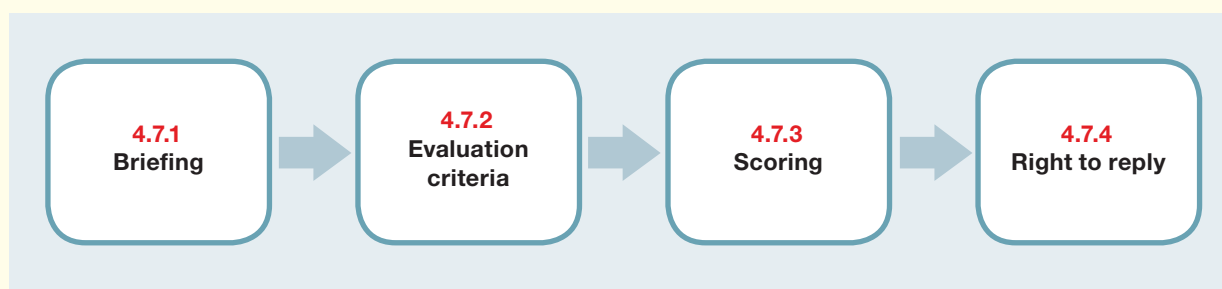 4.7.1
Briefing
4.7.2
Evaluation
criteria
4.7.3
Scoring
4.7.4
Right to reply